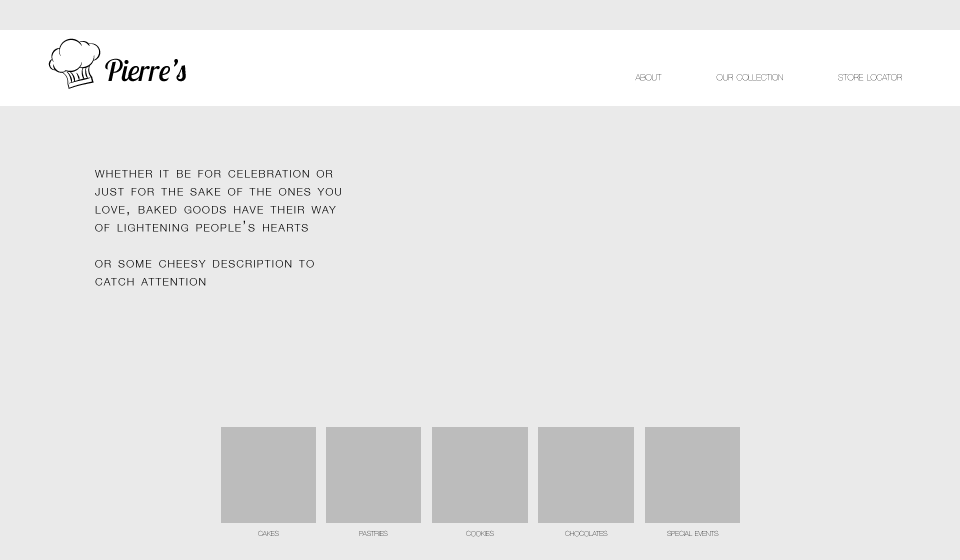 Pierre's
ABOUT OUR COLLECTION STORE LOCATOR
WHETHER IT BE FOR CELEBRATION OR
JUST FOR THE SAKE OF THE ONES YOU
LOVE, BAKED GOODS HAVE THEIR WAY
OF LIGHTENING PEOPLE'S HEARTS
OR SOME CHEESY DESCRIPTION TO
CATCH ATTENTION
CAKES PASTRIES COOKIES CHOCOLATES SPECIAL EVENTS